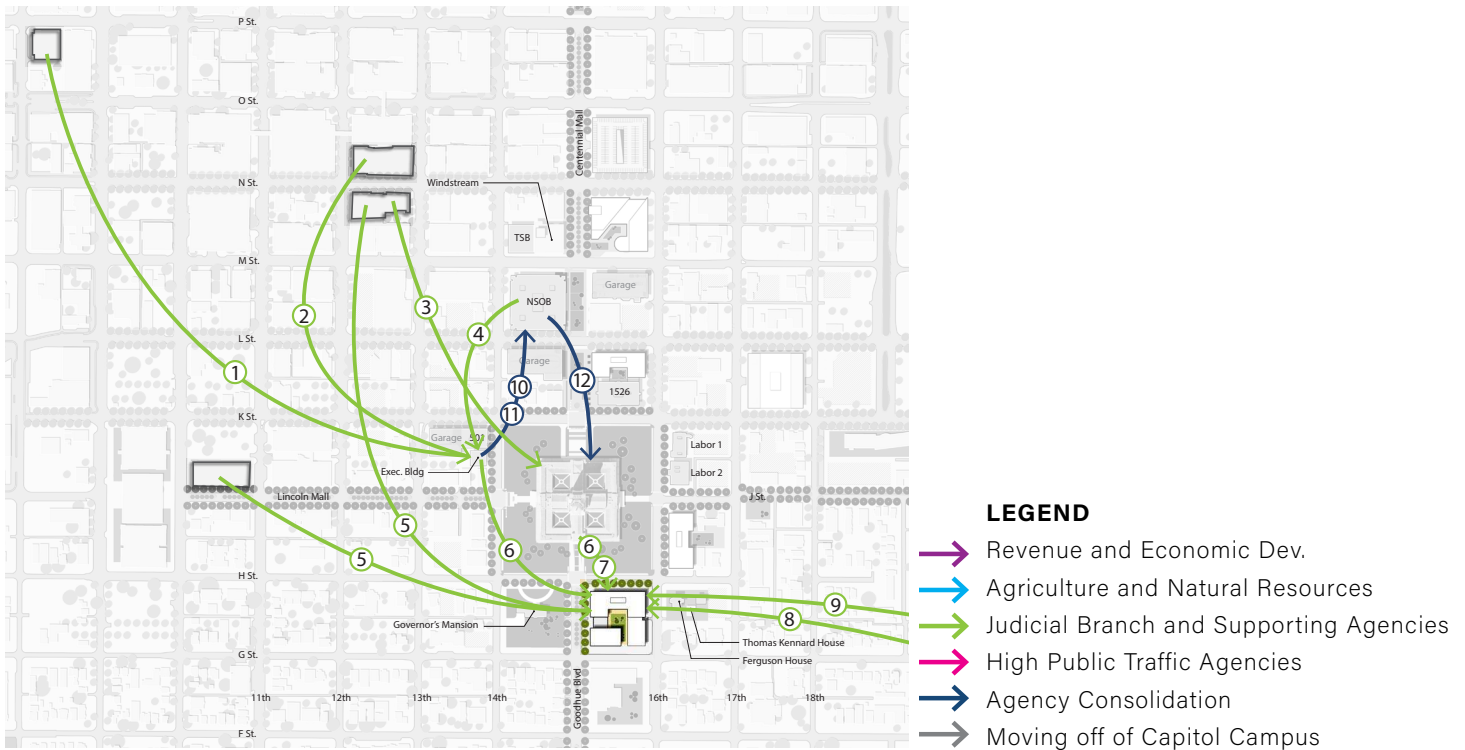 P St.
O St.
Centennial Mall
N St.
Windstream
TSB
M St.
Garage
NSOB
2
3
4
L St.
Garage
1
12
10
1526
11
K St.
Garage 501
Labor 1
Exec. Bldg
Labor 2
Lincoln Mall
J St.
5
6
6
5
7
H St.
9
8
Governor's Mansion
Thomas Kennard House
G St.
Ferguson House
11th
12th
13th
14th
Goodhue Blvd
16th
17th
18th
F St.
LEGEND
Revenue and Economic Dev.
Agriculture and Natural Resources
Judicial Branch and Supporting Agencies
High Public Traffic Agencies
Agency Consolidation
Moving off of Capitol Campus